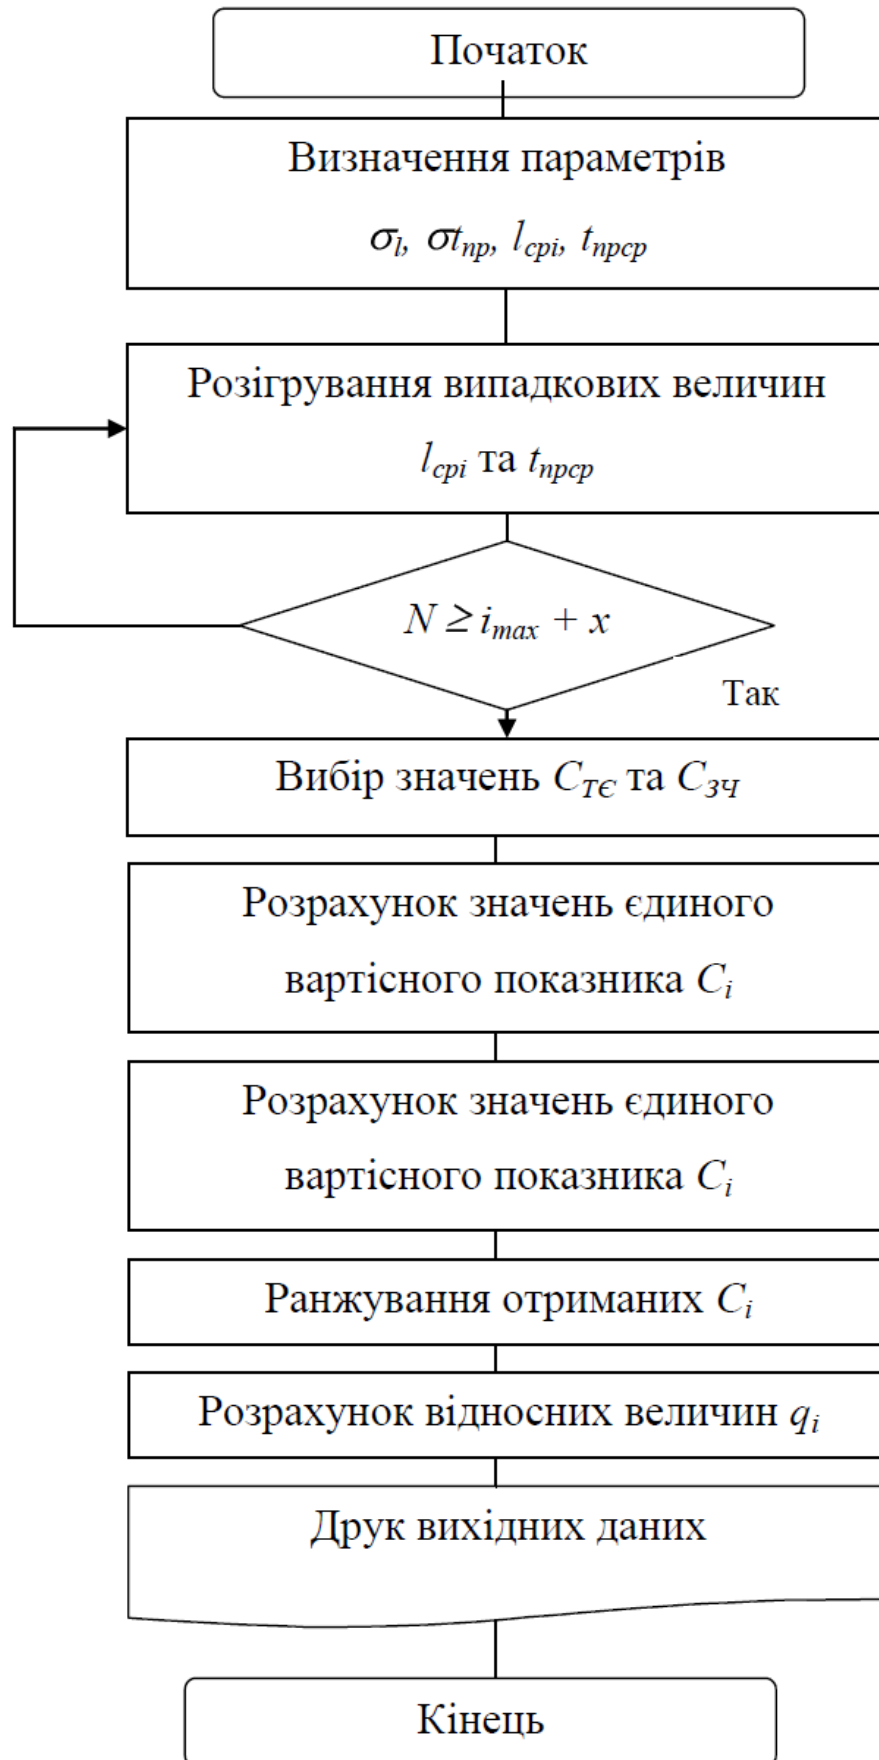 Початок
Визначення параметрів
σl, σtпр, lсрі, tпрср
Розігрування випадкових величин
lсрі та tпрср
N ≥ imax + x
Так
Вибір значень CТЄ та CЗЧ
Розрахунок значень єдиного
вартісного показника Ci
Розрахунок значень єдиного
вартісного показника Ci
Ранжування отриманих Ci
Розрахунок відносних величин qi
Друк вихідних даних
Кінець